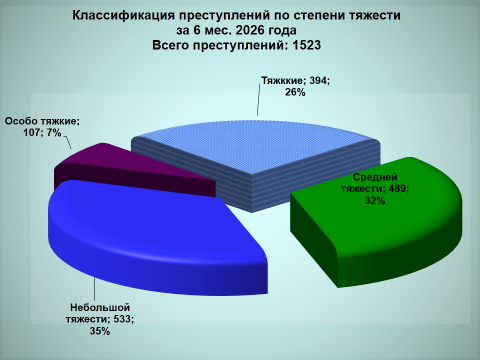 Классификация преступлений по степени тяжести
за 6 мес. 2026 года
Всего преступлений: 1523
Тяжккие; 394;
26%
Особо тяжкие;
107; 7%
Средней
тяжести; 489;
32%
Небольшой
тяжести; 533;
35%